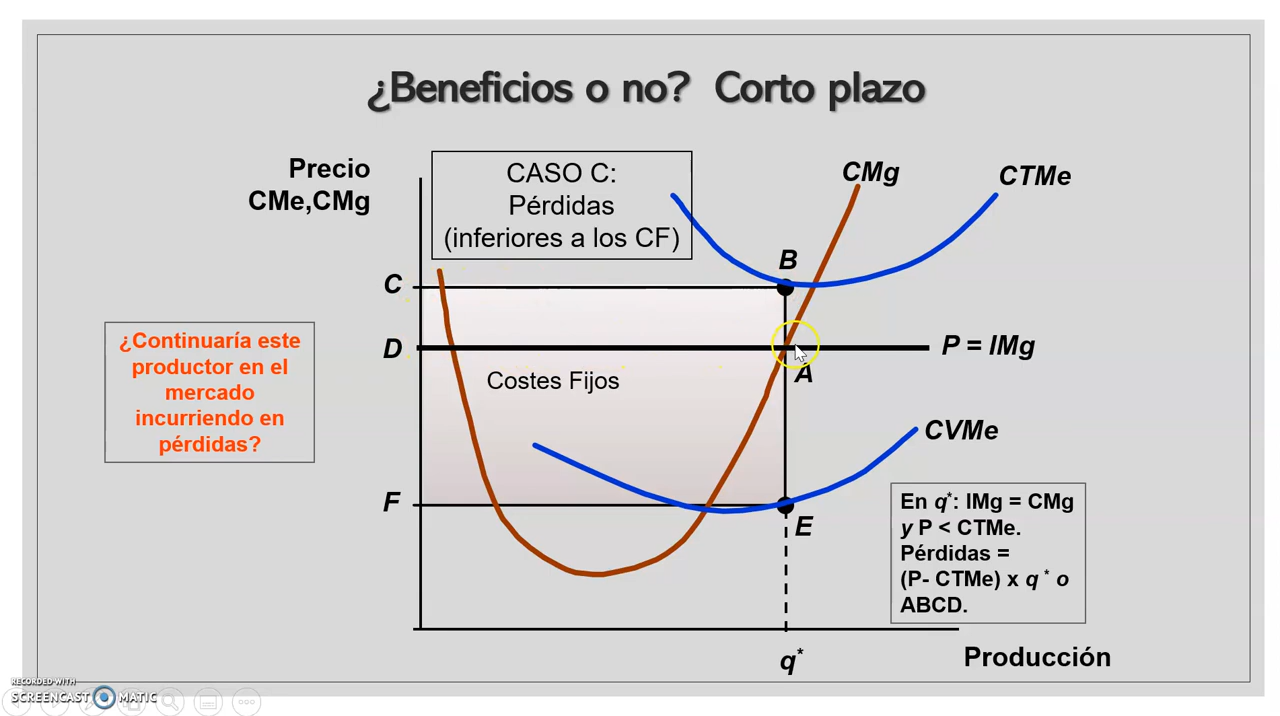 ¿Beneficios o no? Corto plazo
Precio
CMe,CMg
CASO C:
Pérdidas
(inferiores a los CF)
CMg
CTMe
B
C
D
P = IMg
A
Costes Fijos
¿Continuaría este
productor en el
mercado
incurriendo en
pérdidas?
CVMe
F
E
En q*: IMg = CMg
y P < CTMe.
Pérdidas =
(P- CTMe) x q * o
ABCD.
q*
Producción
RECORDED WITH
SCREENCAST MATIC